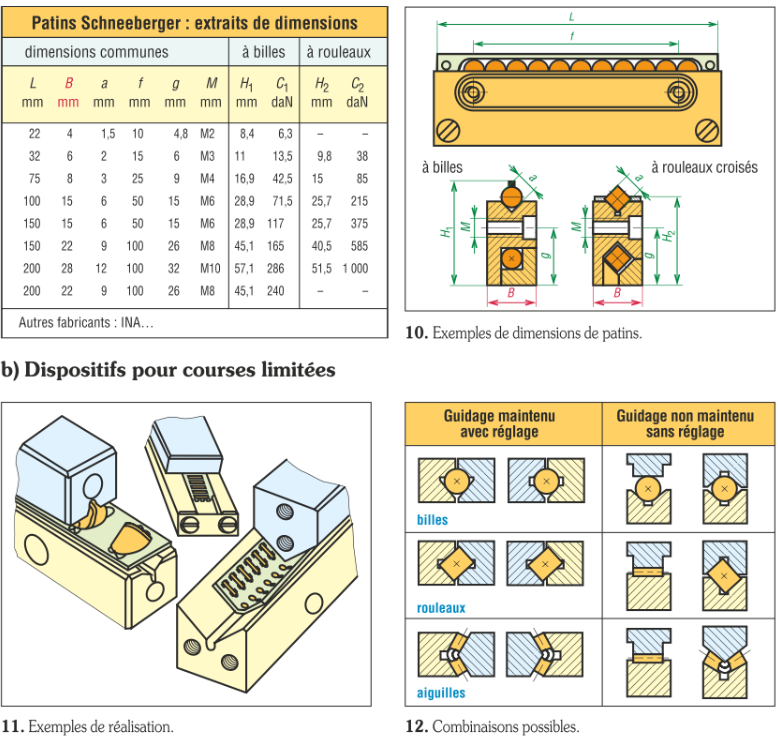 Patins Schneeberger : extraits de dimensions
dimensions communes à billes à rouleaux
L B a f g M H1 C1 H2 C2
mm mm mm mm mm mm mm daN mm daN
22 4 1,5 10 4,8 M2 8,4 6,3 – –
32 6 2 15 6 M3 11 13,5 9,8 38
75 8 3 25 9 M4 16,9 42,5 15 85
100 15 6 50 15 M6 28,9 71,5 25,7 215
150 15 6 50 15 M6 28,9 117 25,7 375
150 22 9 100 26 M8 45,1 165 40,5 585
200 28 12 100 32 M10 57,1 286 51,5 1 000
200 22 9 100 26 M8 45,1 240 – –
Autres fabricants : INA…
L
f
à billes
à rouleaux croisés
a
a
H1
M
g
M
g
H2
B
B
10. Exemples de dimensions de patins.
b) Dispositifs pour courses limitées
11. Exemples de réalisation.
Guidage maintenu
avec réglage
Guidage non maintenu
sans réglage
billes
rouleaux
aiguilles
12. Combinaisons possibles.